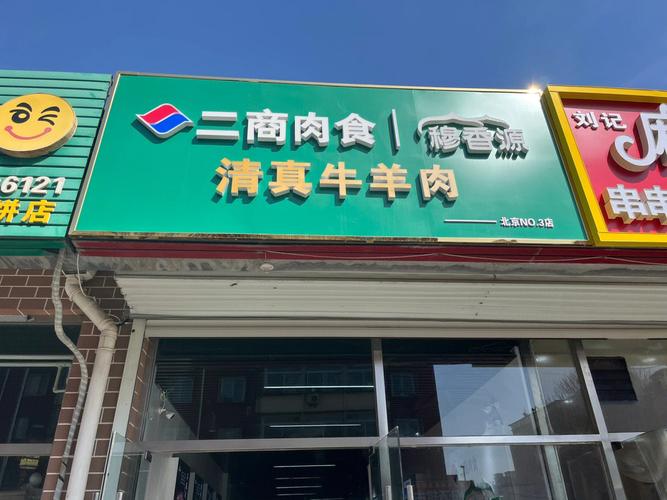 二商肉食 | 穆香源
清真牛羊肉
北京NO.3店
6121
饼店
刘记
麻
串串